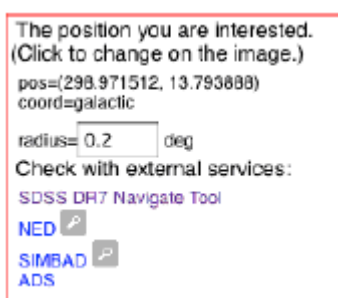 The position you are interested.
(Click to change on the image.)
pos=(298.971512, 13.793888)
coord=galactic
radius= 0.2 deg
Check with external services:
SDSS DR7 Navigate Tool
NED
SIMBAD
ADS